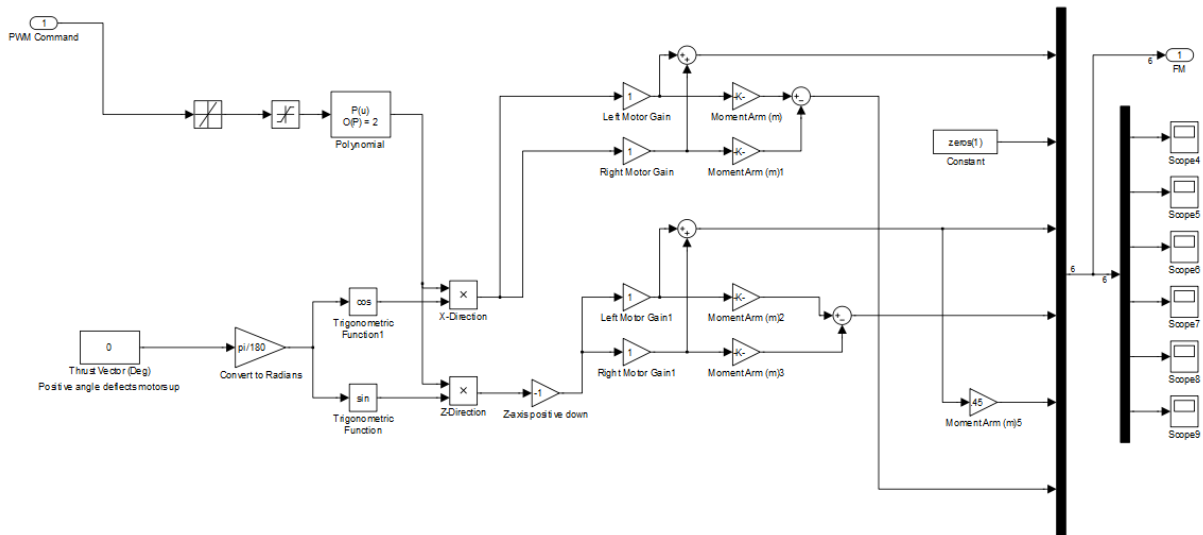 1
PWM Command
P(u)
O(P) = 2
Polynomial
1
Left Motor Gain
-K-
Moment Arm (m)
1
Right Motor Gain
-K-
Moment Arm (m)1
zeros(1)
Constant
6
1
FM
Scope4
Scope5
Scope6
6
6
Scope7
Scope8
Scope9
0
Thrust Vector (Deg)
Positive angle deflects motors up
pi/180
Convert to Radians
cos
Trigonometric
Function1
sin
Trigonometric
Function
×
X-Direction
×
Z-Direction
-1
Z-axis positive down
1
Left Motor Gain1
-K-
Moment Arm (m)2
1
Right Motor Gain1
-K-
Moment Arm (m)3
.45
Moment Arm (m)5